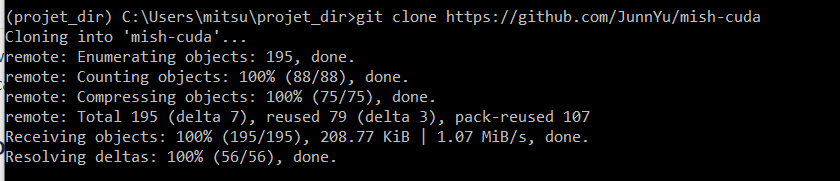 (projet_dir) C:\Users\mitsu\projet_dir>git clone https://github.com/JunnYu/mish-cuda
Cloning into 'mish-cuda'...
remote: Enumerating objects: 195, done.
remote: Counting objects: 100% (88/88), done.
remote: Compressing objects: 100% (75/75), done.
remote: Total 195 (delta 7), reused 79 (delta 3), pack-reused 107
Receiving objects: 100% (195/195), 208.77 KiB | 1.07 MiB/s, done.
Resolving deltas: 100% (56/56), done.